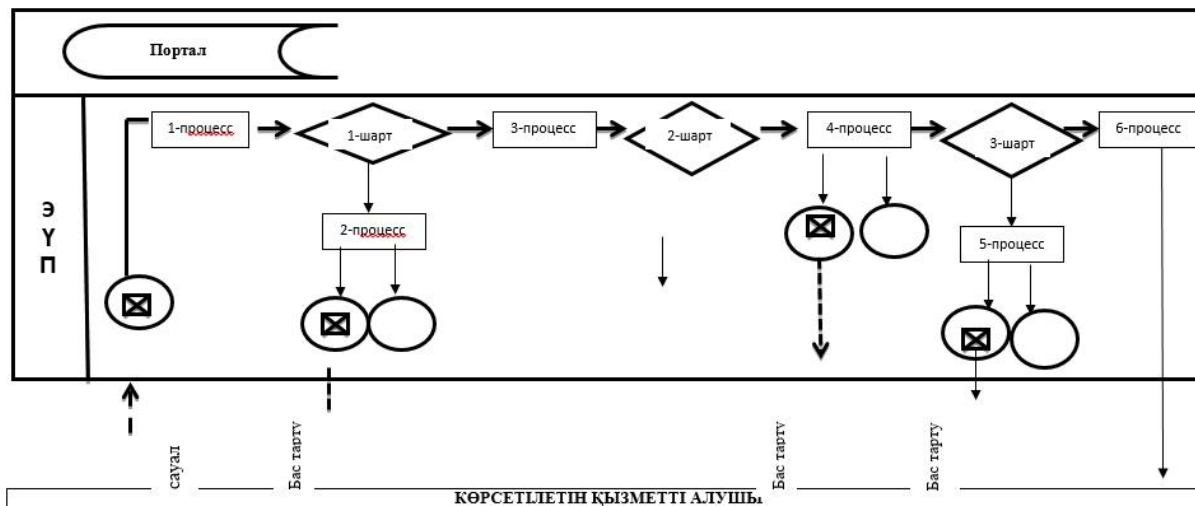 Портал
1-процесс
1-шарт
3-процесс
2-шарт
4-процесс
3-шарт
6-процесс
ЭҮП
2-процесс
5-процесс
сауал
Бас тарту
Бас тарту
Бас тарту
КӨРСЕТІЛЕТІН ҚЫЗМЕТТІ АЛУШЫ